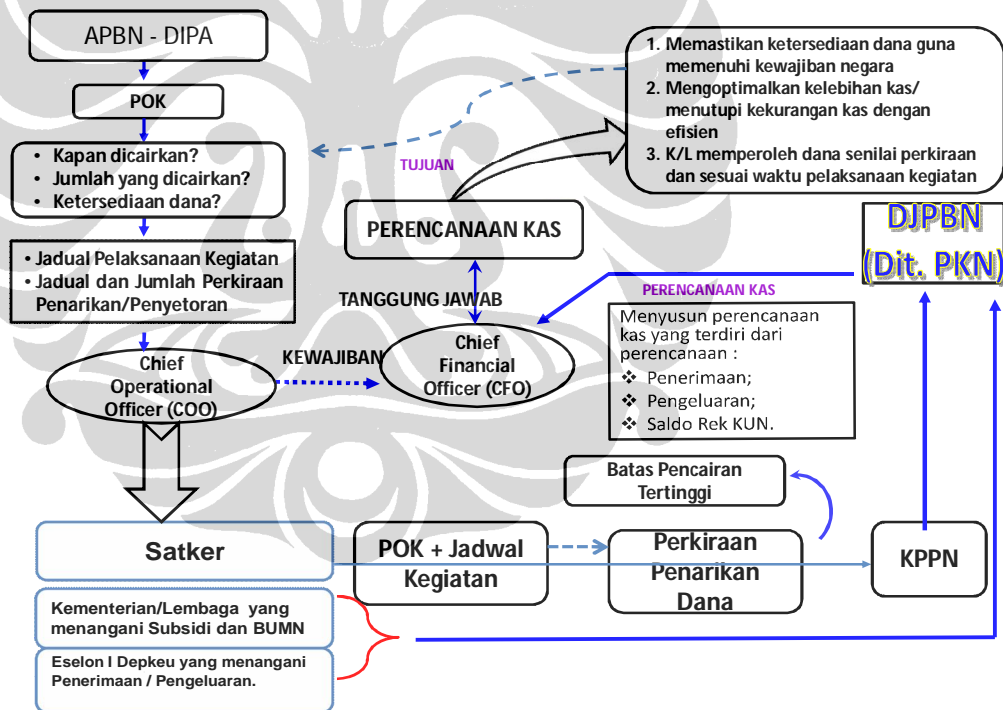 APBN - DIPA
POK
• Kapan dicairkan?
• Jumlah yang dicairkan?
• Ketersediaan dana?
• Jadual Pelaksanaan Kegiatan
• Jadual dan Jumlah Perkiraan
Penarikan/Penyetoran
Chief
Operational
Officer (COO)
KEWAJIBAN
TUJUAN
PERENCANAAN KAS
TANGGUNG JAWAB
Chief
Financial
Officer (CFO)
1. Memastikan ketersediaan dana guna
memenuhi kewajiban negara
2. Mengoptimalkan kelebihan kas/
menutupi kekurangan kas dengan
efisien
3. K/L memperoleh dana senilai perkiraan
dan sesuai waktu pelaksanaan kegiatan
DJPBN
(Dit. PKN)
PERENCANAAN KAS
Menyusun perencanaan
kas yang terdiri dari
perencanaan :
❖ Penerimaan;
❖ Pengeluaran;
❖ Saldo Rek KUN.
Batas Pencairan
Tertinggi
Satker
POK + Jadwal
Kegiatan
Perkiraan
Penarikan
Dana
KPPN
Kementerian/Lembaga yang
menangani Subsidi dan BUMN
Eselon I Depkeu yang menangani
Penerimaan / Pengeluaran.